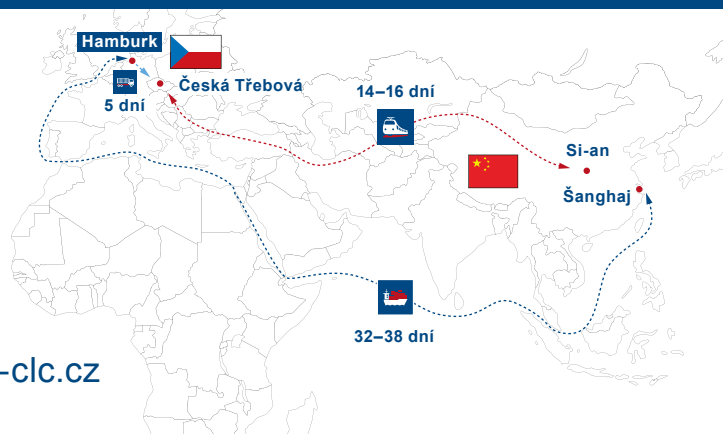 Hamburk
Česká Třebová
5 dní
14–16 dní
Si-an
Šanghaj
32–38 dní
-clc.cz